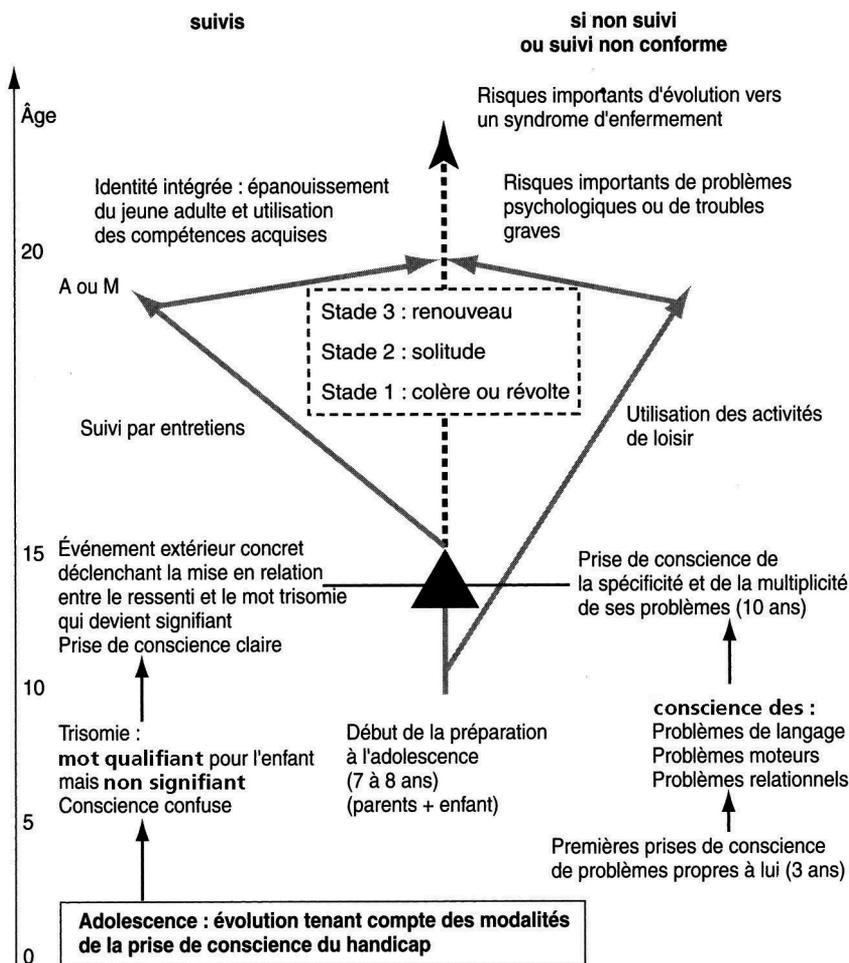 suivis
si non suivi
ou suivi non conforme
Âge
Risques importants d'évolution vers
un syndrome d'enfermement
Identité intégrée : épanouissement
du jeune adulte et utilisation
des compétences acquises
Risques importants de problèmes
psychologiques ou de troubles
graves
20
A ou M
Stade 3 : renouveau
Stade 2 : solitude
Stade 1 : colère ou révolte
Suivi par entretiens
Utilisation des activités
de loisir
15
Événement extérieur concret
déclenchant la mise en relation
entre le ressenti et le mot trisomie
qui devient signifiant
Prise de conscience claire
Prise de conscience de
la spécificité et de la multiplicité
de ses problèmes (10 ans)
10
Trisomie :
mot qualifiant pour l'enfant
mais non signifiant
Conscience confuse
Début de la préparation
à l'adolescence
(7 à 8 ans)
(parents + enfant)
conscience des :
Problèmes de langage
Problèmes moteurs
Problèmes relationnels
5
Premières prises de conscience
de problèmes propres à lui (3 ans)
Adolescence : évolution tenant compte des modalités
de la prise de conscience du handicap
0